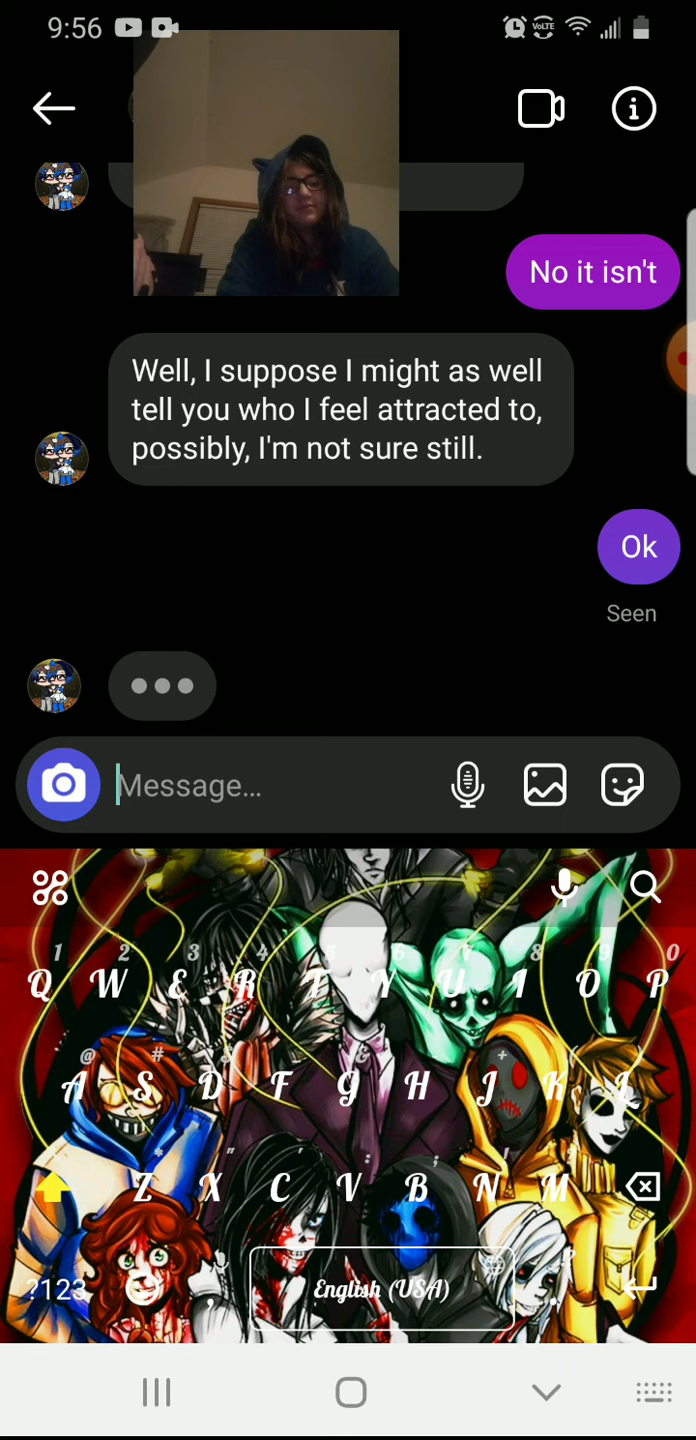 9:56
VoLTE
No it isn't
Well, I suppose I might as well
tell you who I feel attracted to,
possibly, I'm not sure still.
Ok
Seen
Message…
1 2 3 4 5 6 7 8 9 0
Q W E R T Y U I O P
@ # & + ( )
A S D F G H J K L
* " ' : ; !
Z X C V B N M
?123 , English (USA) . ?